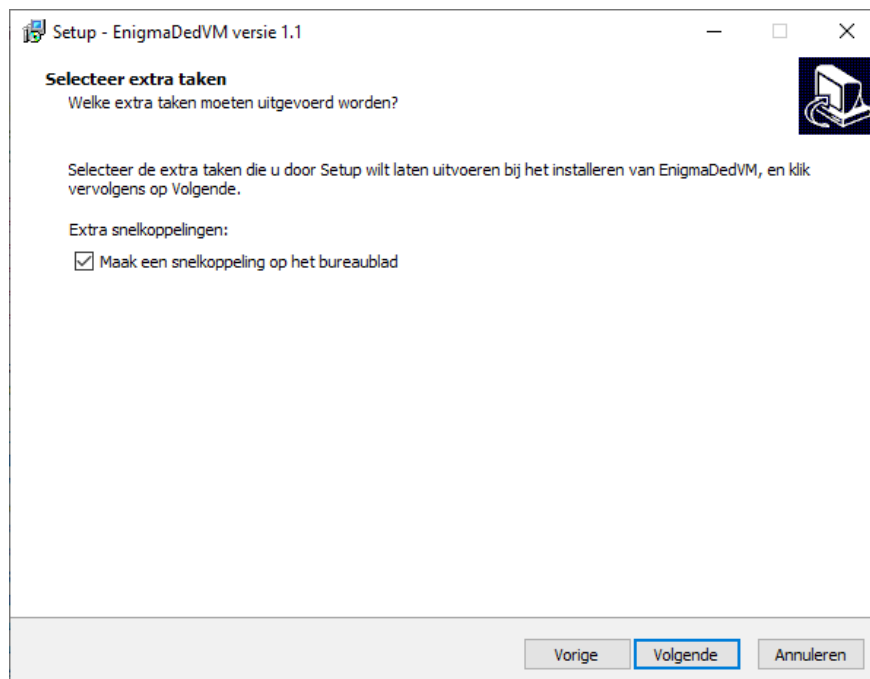 Setup - EnigmaDedVM versie 1.1
Selecteer extra taken
Welke extra taken moeten uitgevoerd worden?
Selecteer de extra taken die u door Setup wilt laten uitvoeren bij het installeren van EnigmaDedVM, en klik
vervolgens op Volgende.
Extra snelkoppelingen:
Maak een snelkoppeling op het bureaublad
Vorige
Volgende
Annuleren